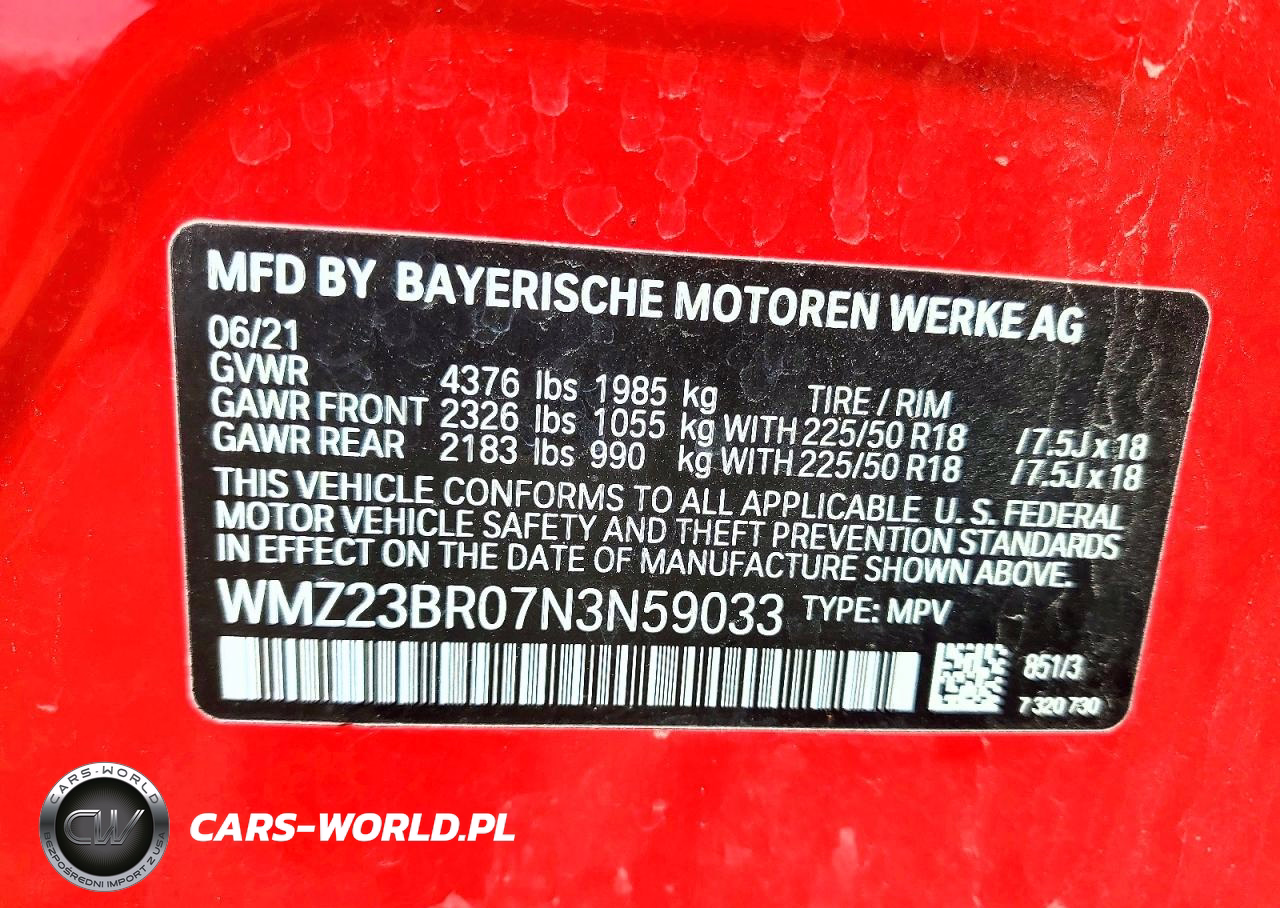 MFD BY BAYERISCHE MOTOREN WERKE AG
06/21
GVWR 4376 lbs 1985 kg TIRE / RIM
GAWR FRONT 2326 lbs 1055 kg WITH 225/50 R18 /7.5J x 18
GAWR REAR 2183 lbs 990 kg WITH 225/50 R18 /7.5J x 18
THIS VEHICLE CONFORMS TO ALL APPLICABLE U. S. FEDERAL
MOTOR VEHICLE SAFETY AND THEFT PREVENTION STANDARDS
IN EFFECT ON THE DATE OF MANUFACTURE SHOWN ABOVE.
WMZ23BR07N3N59033 TYPE: MPV
851/3
7 320 730
CARS-WORLD
CW
BEZPOŚREDNI IMPORT Z USA
CARS-WORLD.PL